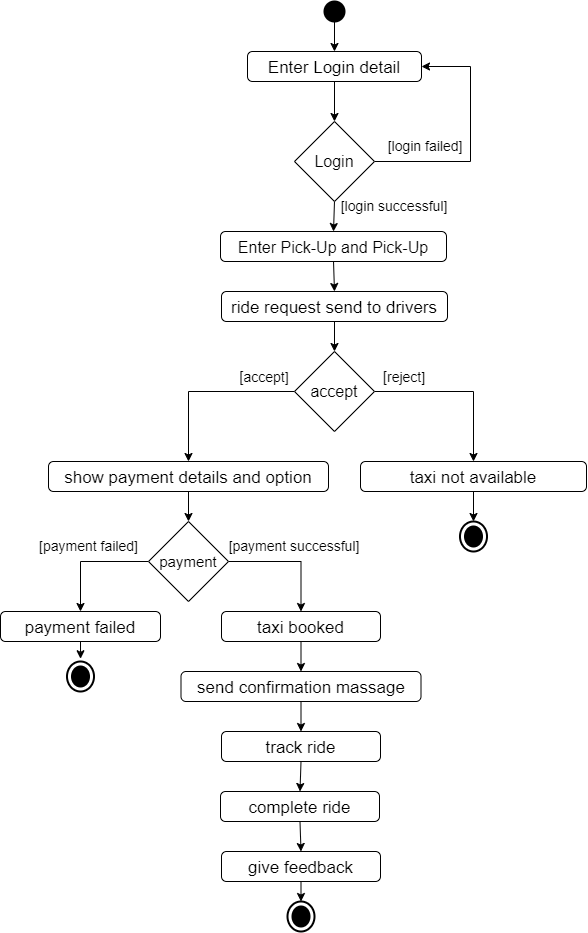 Enter Login detail
[login failed]
Login
[login successful]
Enter Pick-Up and Pick-Up
ride request send to drivers
[accept]
[reject]
accept
show payment details and option
taxi not available
[payment failed]
[payment successful]
payment
payment failed
taxi booked
send confirmation massage
track ride
complete ride
give feedback